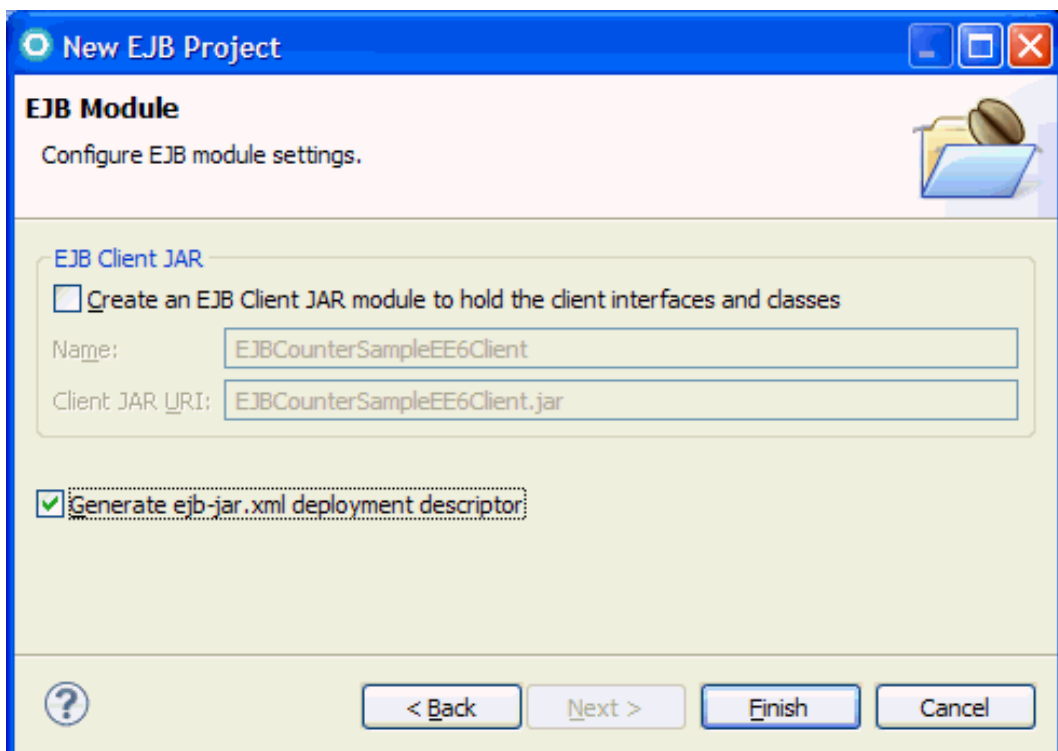 New EJB Project
EJB Module
Configure EJB module settings.
EJB Client JAR
Create an EJB Client JAR module to hold the client interfaces and classes
Name: EJBCounterSampleEE6Client
Client JAR URI: EJBCounterSampleEE6Client.jar
Generate ejb-jar.xml deployment descriptor
? < Back Next > Finish Cancel